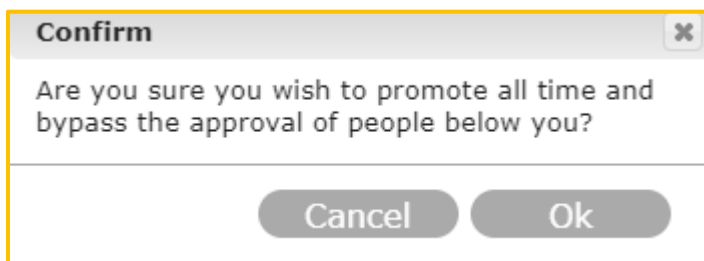 Confirm
Are you sure you wish to promote all time and
bypass the approval of people below you?
Cancel Ok